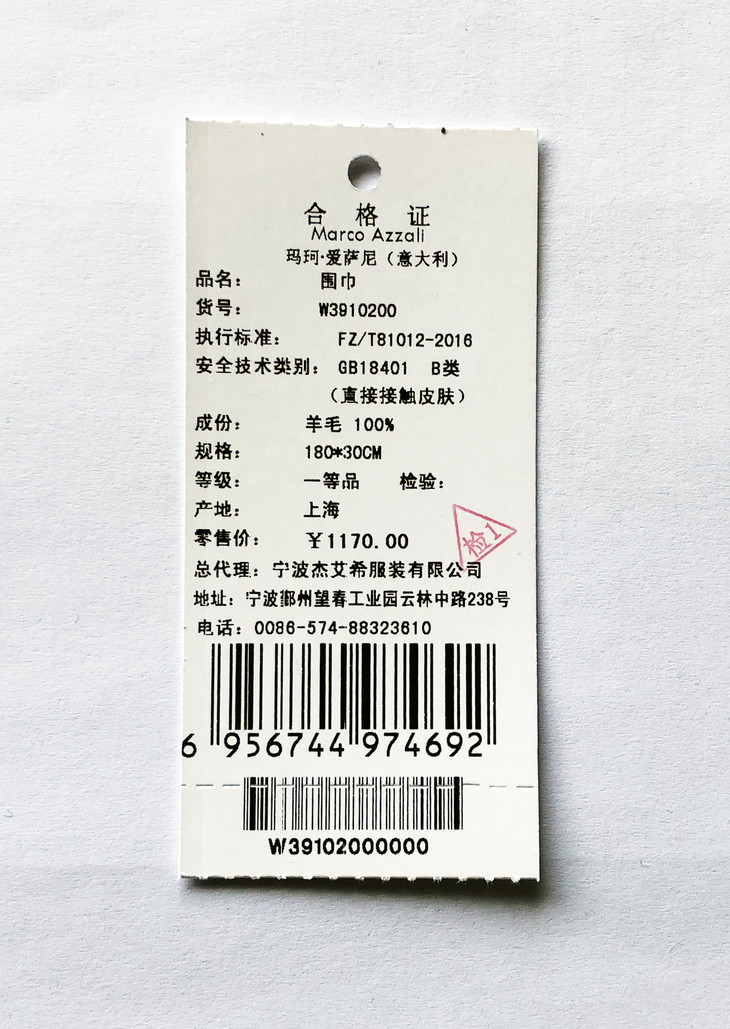 合格证
Marco Azzali
玛珂·爱萨尼（意大利）
品名： 围巾
货号： W3910200
执行标准： FZ/T81012-2016
安全技术类别： GB18401 B类
（直接接触皮肤）
成份： 羊毛 100%
规格： 180*30CM
等级： 一等品 检验：
产地： 上海
检1
零售价： ￥1170.00
总代理：宁波杰艾希服装有限公司
地址：宁波鄞州望春工业园云林中路238号
电话：0086-574-88323610
6 956744 974692
W39102000000